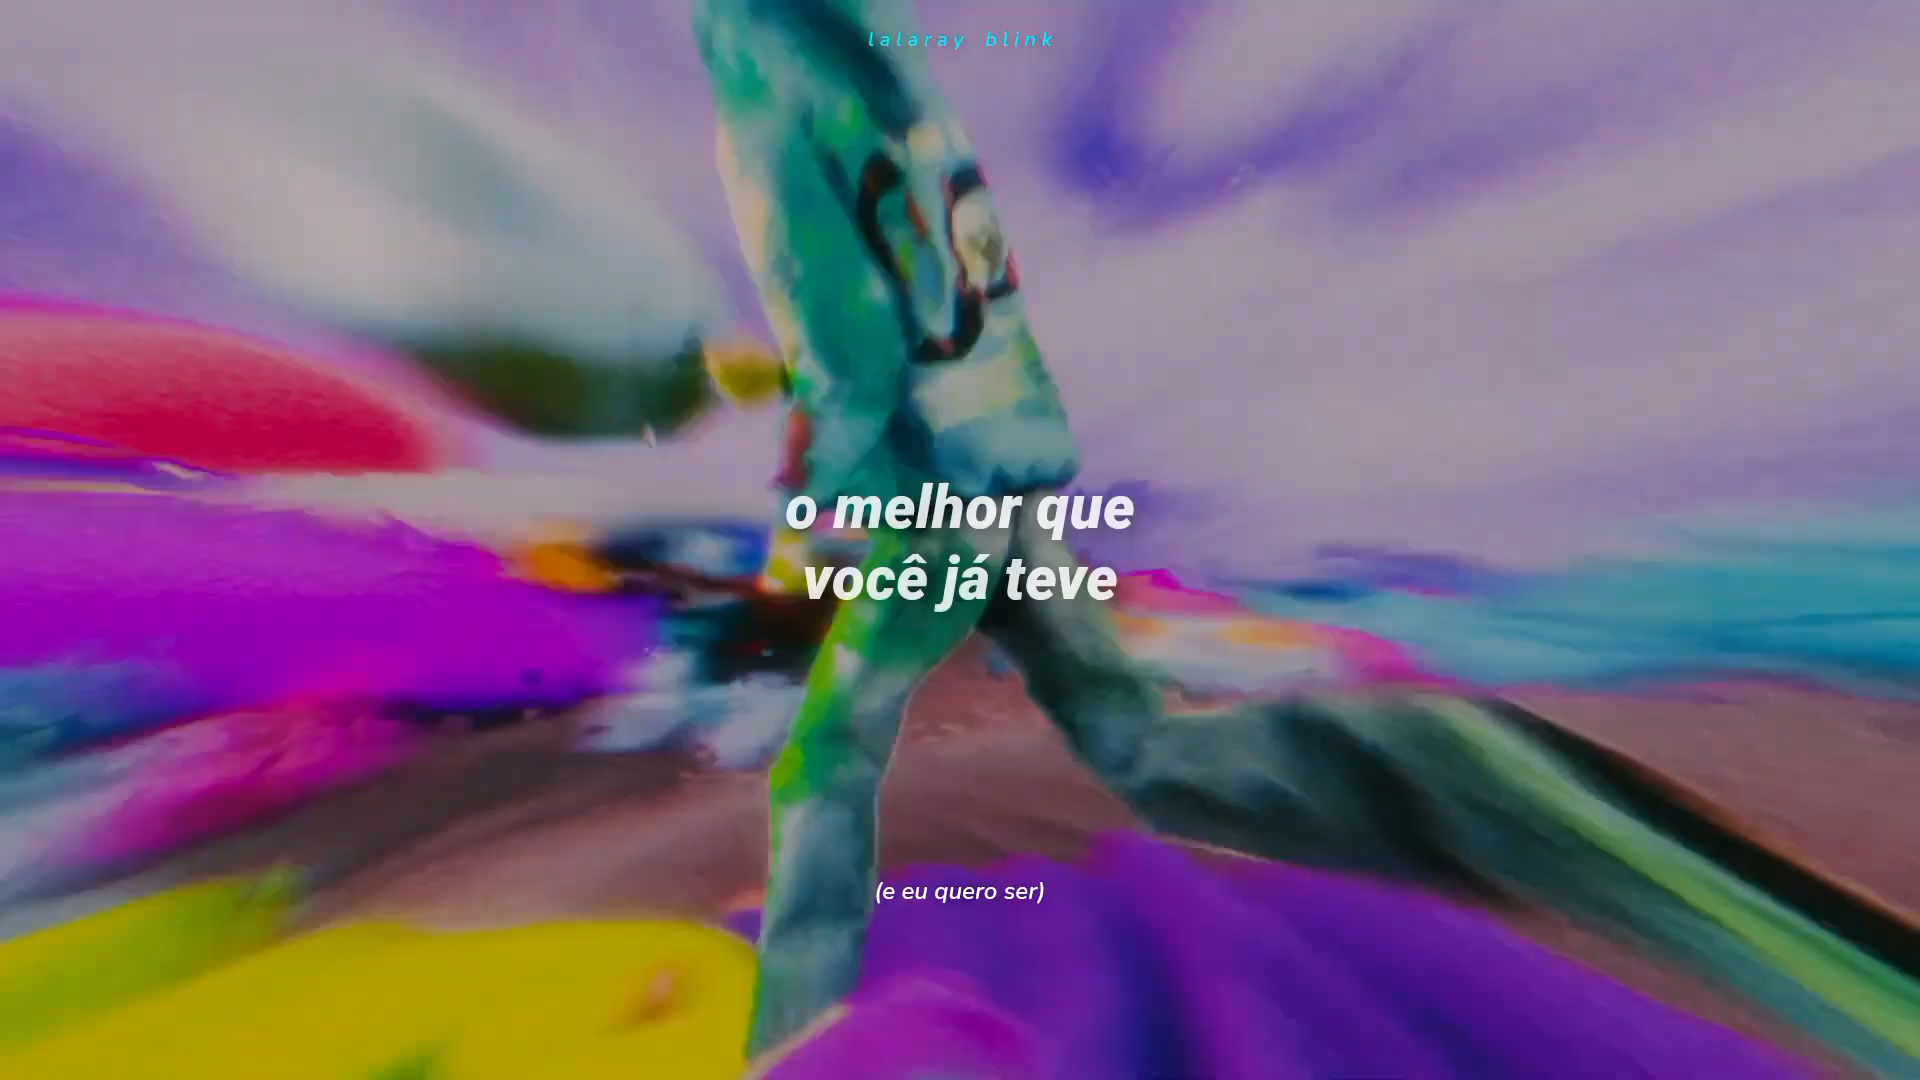 lalaray blink
o melhor que
você já teve
(e eu quero ser)